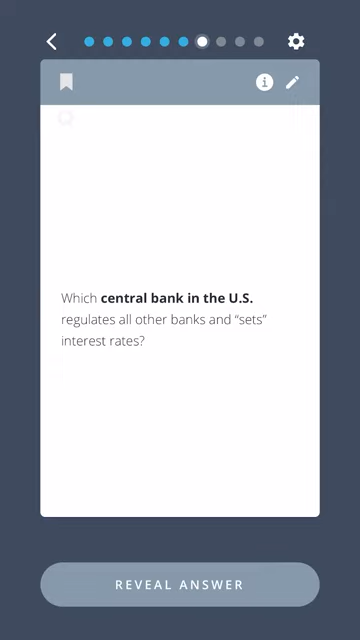 Which central bank in the U.S.
regulates all other banks and “sets”
interest rates?
REVEAL ANSWER